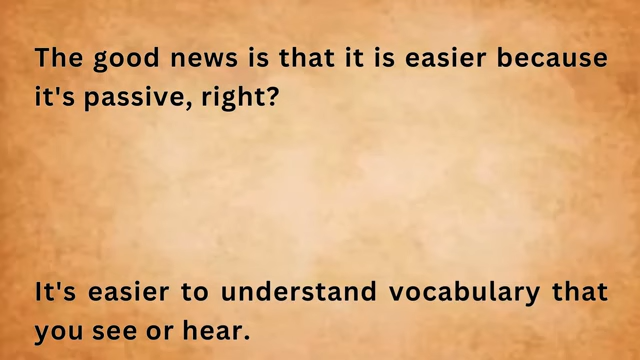 The good news is that it is easier because
it's passive, right?
It's easier to understand vocabulary that
you see or hear.